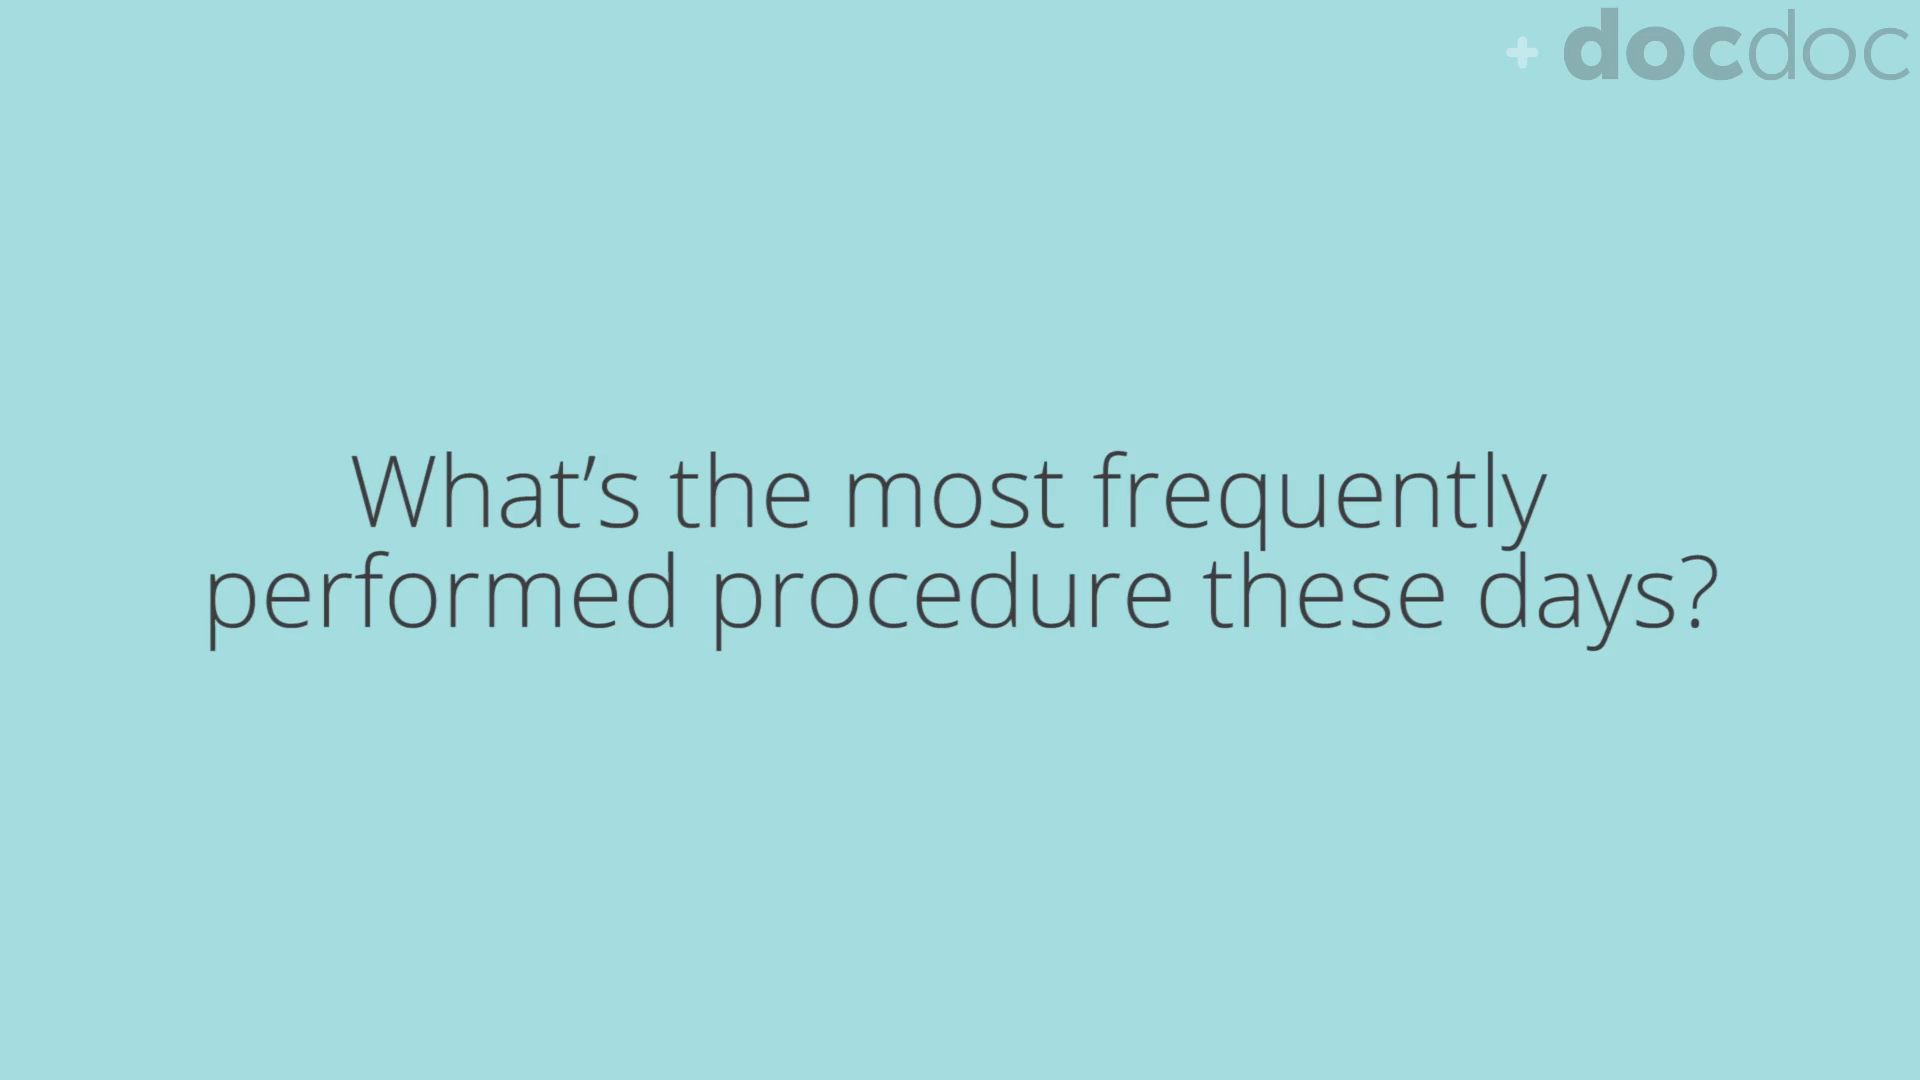 + docdoc
What’s the most frequently
performed procedure these days?